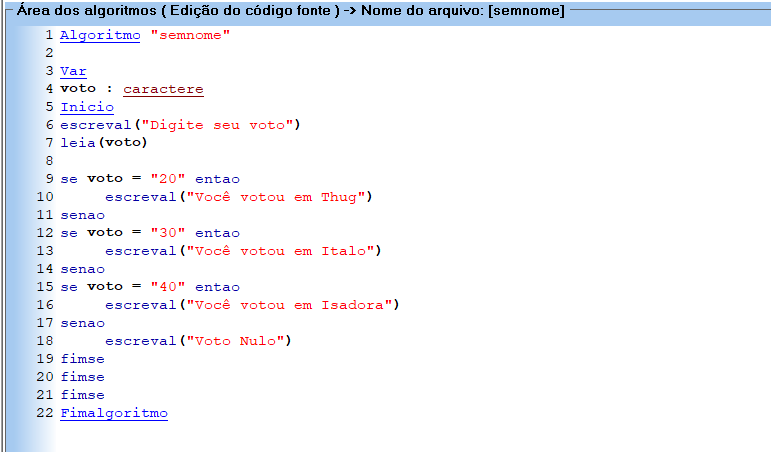 Área dos algoritmos ( Edição do código fonte ) -> Nome do arquivo: [semnome]
1 Algoritmo "semnome"
2
3 Var
4 voto : caractere
5 Inicio
6 escreval("Digite seu voto")
7 leia(voto)
8
9 se voto = "20" entao
10 escreval("Você votou em Thug")
11 senao
12 se voto = "30" entao
13 escreval("Você votou em Italo")
14 senao
15 se voto = "40" entao
16 escreval("Você votou em Isadora")
17 senao
18 escreval("Voto Nulo")
19 fimse
20 fimse
21 fimse
22 Fimalgoritmo